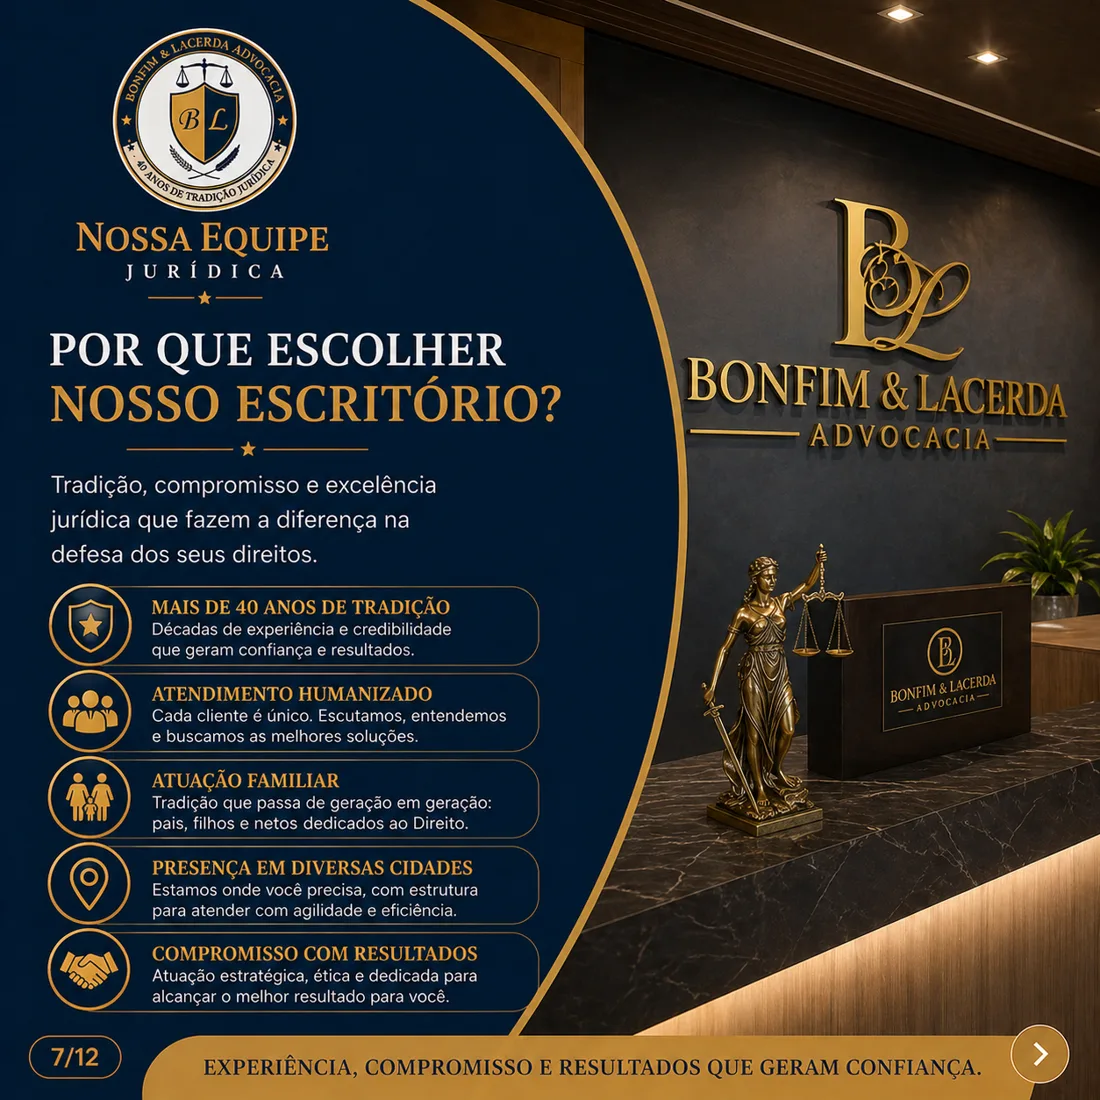 BONFIM & LACERDA ADVOCACIA
B L
40 ANOS DE TRADIÇÃO JURÍDICA
NOSSA EQUIPE
JURÍDICA
POR QUE ESCOLHER
NOSSO ESCRITÓRIO?
Tradição, compromisso e excelência
jurídica que fazem a diferença na
defesa dos seus direitos.
MAIS DE 40 ANOS DE TRADIÇÃO
Décadas de experiência e credibilidade
que geram confiança e resultados.
ATENDIMENTO HUMANIZADO
Cada cliente é único. Escutamos, entendemos
e buscamos as melhores soluções.
ATUAÇÃO FAMILIAR
Tradição que passa de geração em geração:
pais, filhos e netos dedicados ao Direito.
PRESENÇA EM DIVERSAS CIDADES
Estamos onde você precisa, com estrutura
para atender com agilidade e eficiência.
COMPROMISSO COM RESULTADOS
Atuação estratégica, ética e dedicada para
alcançar o melhor resultado para você.
7/12
EXPERIÊNCIA, COMPROMISSO E RESULTADOS QUE GERAM CONFIANÇA.
BL
BONFIM & LACERDA
ADVOCACIA
BL
BONFIM & LACERDA
ADVOCACIA